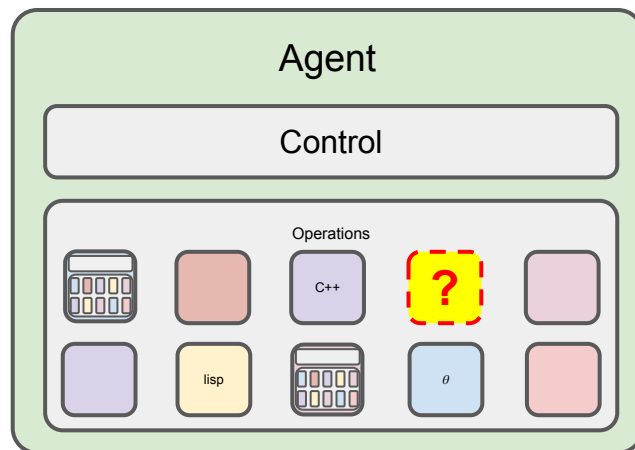 Agent
Control
Operations
C++
?
lisp
θ